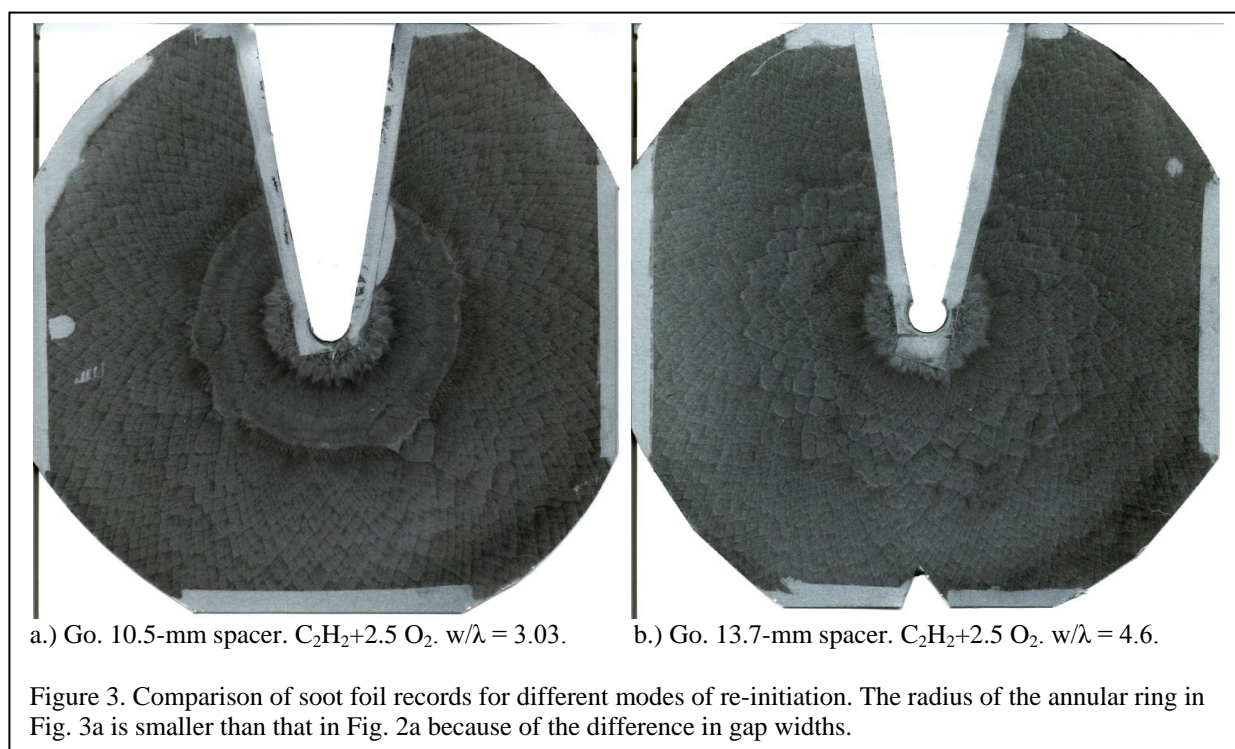 a.) Go. 10.5-mm spacer. C₂H₂+2.5 O₂. w/λ = 3.03.
b.) Go. 13.7-mm spacer. C₂H₂+2.5 O₂. w/λ = 4.6.
Figure 3. Comparison of soot foil records for different modes of re-initiation. The radius of the annular ring in
Fig. 3a is smaller than that in Fig. 2a because of the difference in gap widths.